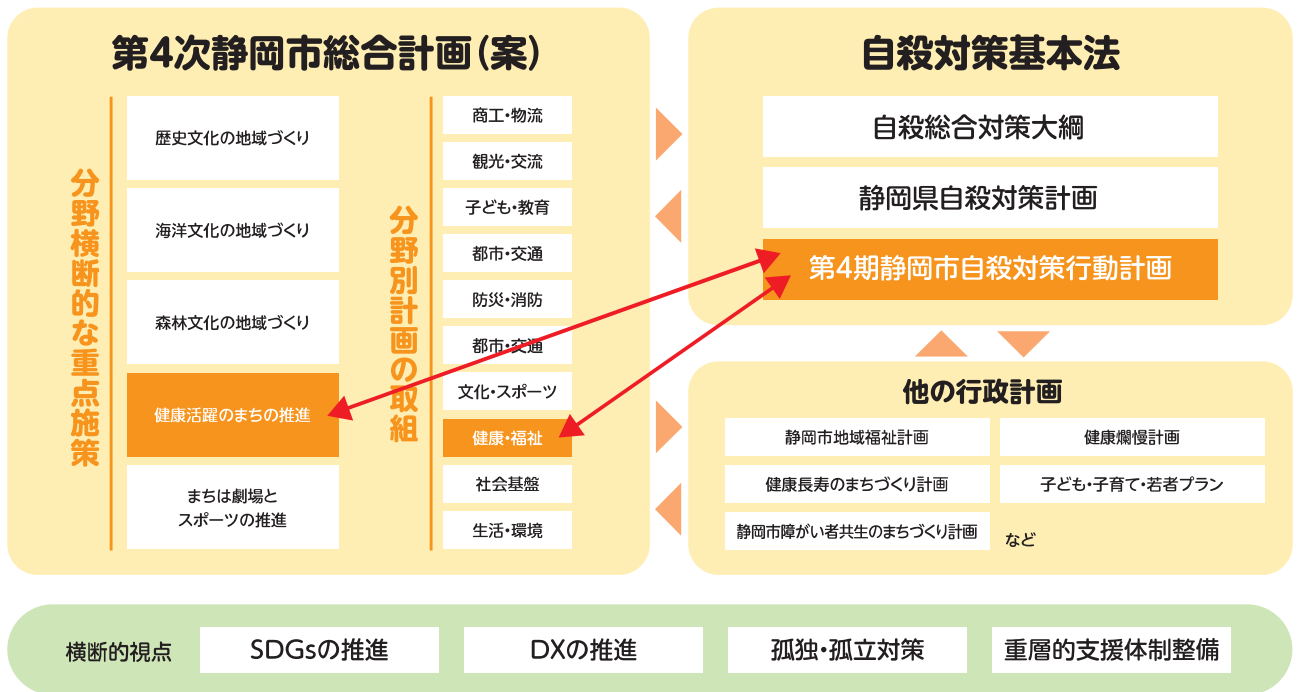 第4次静岡市総合計画(案)
分野横断的な重点施策
歴史文化の地域づくり
海洋文化の地域づくり
森林文化の地域づくり
健康活躍のまちの推進
まちは劇場と
スポーツの推進
分野別計画の取組
商工・物流
観光・交流
子ども・教育
都市・交通
防災・消防
都市・交通
文化・スポーツ
健康・福祉
社会基盤
生活・環境
自殺対策基本法
自殺総合対策大綱
静岡県自殺対策計画
第4期静岡市自殺対策行動計画
他の行政計画
静岡市地域福祉計画
健康爛慢計画
健康長寿のまちづくり計画
子ども・子育て・若者プラン
静岡市障がい者共生のまちづくり計画
など
横断的視点
SDGsの推進
DXの推進
孤独・孤立対策
重層的支援体制整備